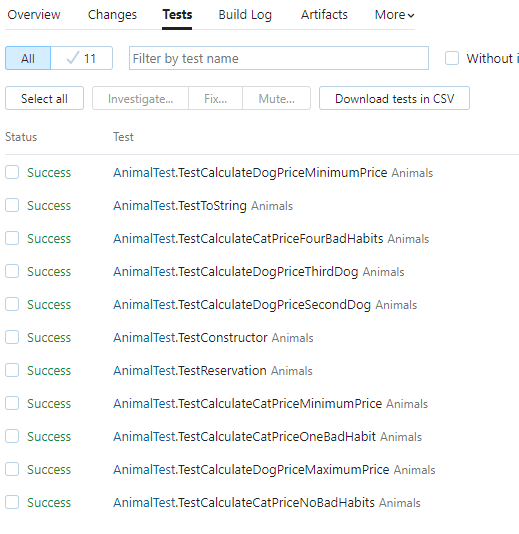 Overview Changes Tests Build Log Artifacts More
All 11 Filter by test name Without i
Select all Investigate... Fix... Mute... Download tests in CSV
Status Test
Success AnimalTest.TestCalculateDogPriceMinimumPrice Animals
Success AnimalTest.TestToString Animals
Success AnimalTest.TestCalculateCatPriceFourBadHabits Animals
Success AnimalTest.TestCalculateDogPriceThirdDog Animals
Success AnimalTest.TestCalculateDogPriceSecondDog Animals
Success AnimalTest.TestConstructor Animals
Success AnimalTest.TestReservation Animals
Success AnimalTest.TestCalculateCatPriceMinimumPrice Animals
Success AnimalTest.TestCalculateCatPriceOneBadHabit Animals
Success AnimalTest.TestCalculateDogPriceMaximumPrice Animals
Success AnimalTest.TestCalculateCatPriceNoBadHabits Animals